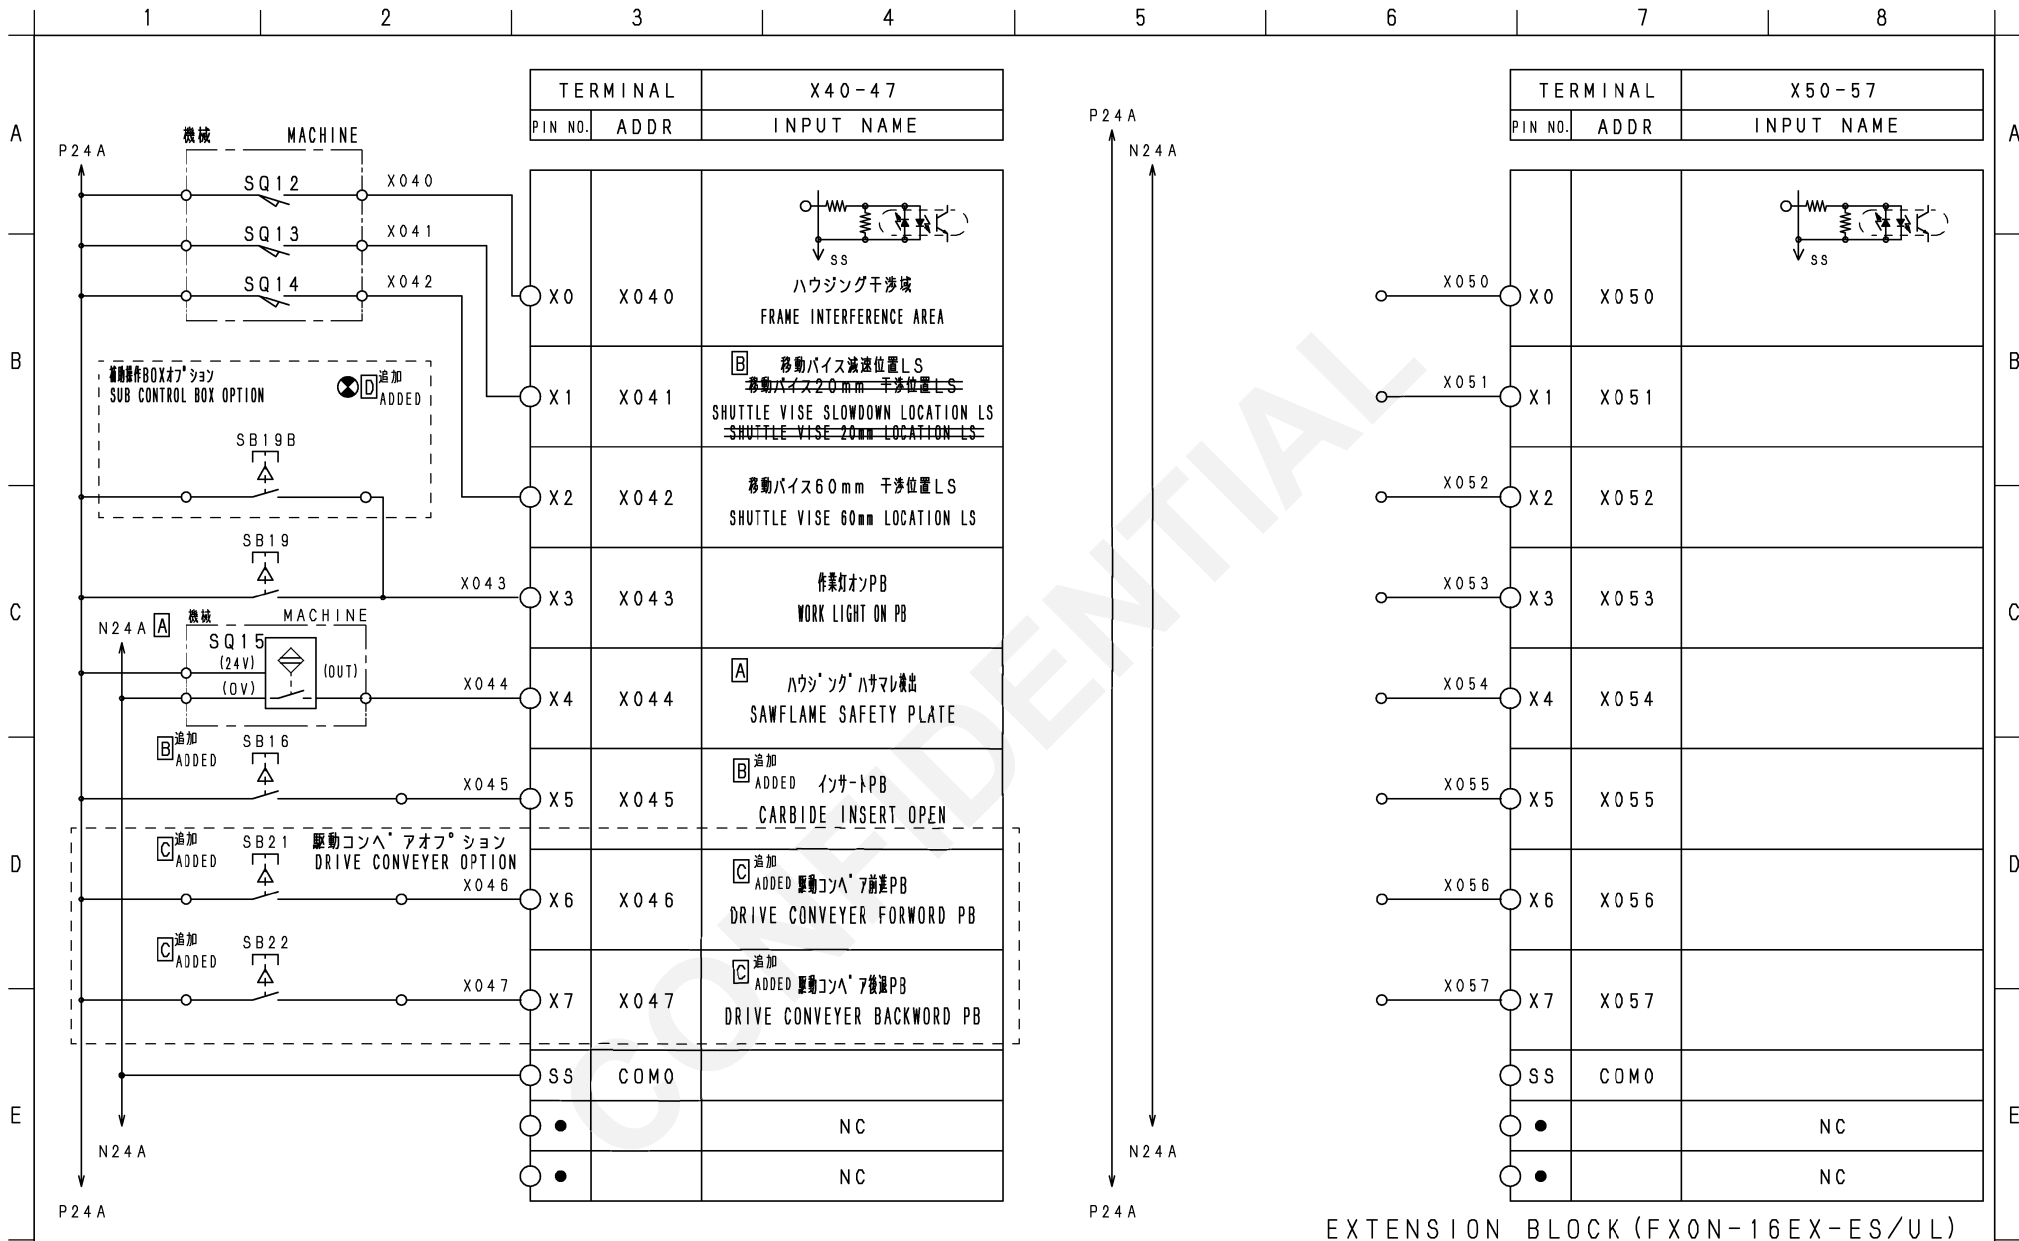 1 2 3 4 5 6 7 8
A
B
C
D
E
P24A
機械 MACHINE
SQ12 X040
SQ13 X041
SQ14 X042
補助操作BOXオプション
SUB CONTROL BOX OPTION
D 追加
ADDED
SB19B
SB19
X043
N24A A 機械 MACHINE
SQ15
(24V)
(0V)
(OUT)
X044
B 追加
ADDED
SB16
X045
C 追加
ADDED
SB21
駆動コンベアオプション
DRIVE CONVEYER OPTION
X046
C 追加
ADDED
SB22
X047
N24A
P24A
TERMINAL X40-47
PIN NO. ADDR INPUT NAME
SS
X0 X040 ハウジング干渉域
FRAME INTERFERENCE AREA
B 移動バイス減速位置LS
移動バイス20mm 干渉位置LS
X1 X041
SHUTTLE VISE SLOWDOWN LOCATION LS
SHUTTLE VISE 20mm LOCATION LS
移動バイス60mm 干渉位置LS
X2 X042
SHUTTLE VISE 60mm LOCATION LS
作業灯オンPB
X3 X043
WORK LIGHT ON PB
A
ハウジングハサマレ検出
X4 X044
SAWFLAME SAFETY PLATE
B 追加
ADDED インサートPB
X5 X045
CARBIDE INSERT OPEN
C 追加
ADDED 駆動コンベア前進PB
X6 X046
DRIVE CONVEYER FORWORD PB
C 追加
ADDED 駆動コンベア後退PB
X7 X047
DRIVE CONVEYER BACKWORD PB
SS COM0
NC
NC
P24A
N24A
N24A
P24A
TERMINAL X50-57
PIN NO. ADDR INPUT NAME
SS
X050 X0 X050
X051 X1 X051
X052 X2 X052
X053 X3 X053
X054 X4 X054
X055 X5 X055
X056 X6 X056
X057 X7 X057
SS COM0
NC
NC
A
B
C
D
E
EXTENSION BLOCK(FX0N-16EX-ES/UL)
CONFIDENTIAL